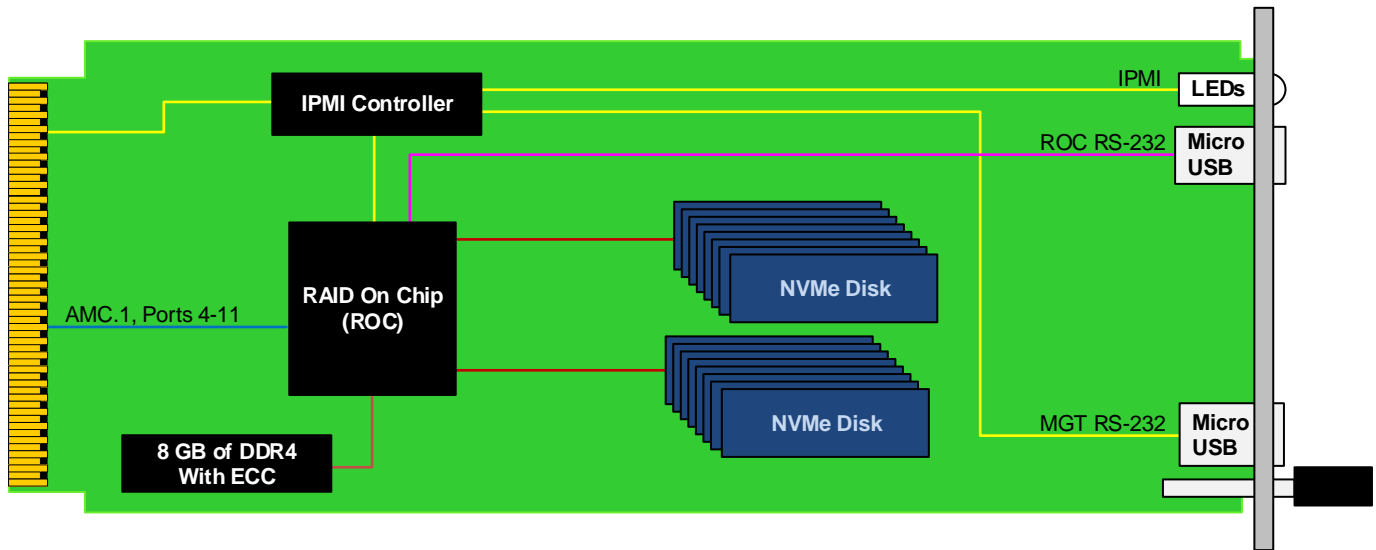 IPMI Controller
IPMI
LEDs
ROC RS-232
Micro
USB
RAID On Chip
(ROC)
AMC.1, Ports 4-11
NVMe Disk
NVMe Disk
8 GB of DDR4
With ECC
MGT RS-232
Micro
USB